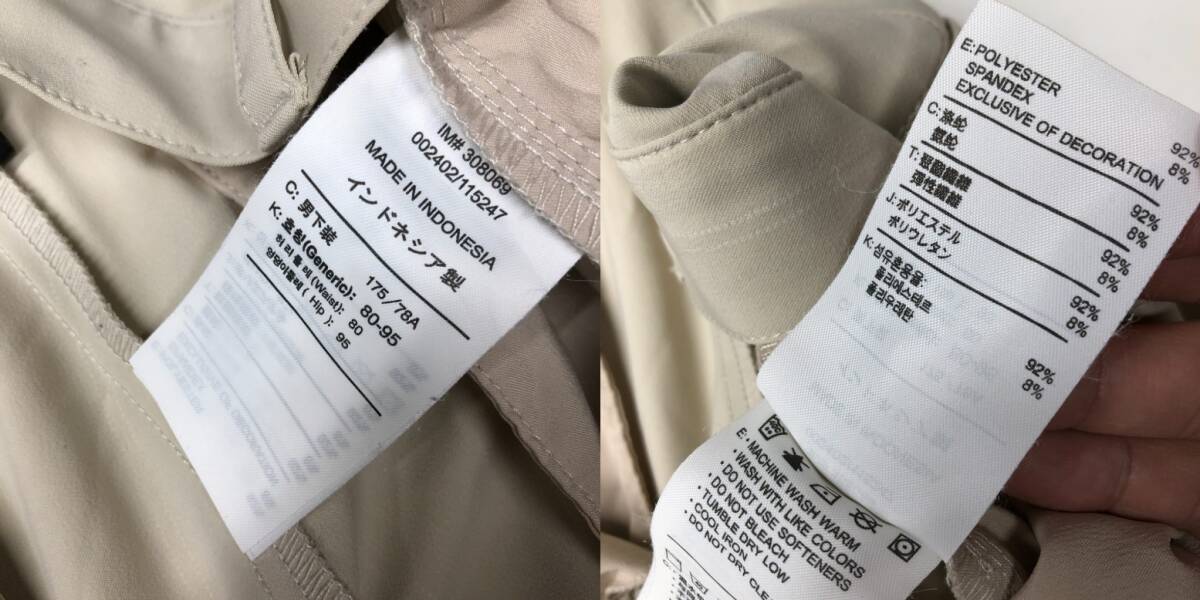 IM# 308069
002402/115247
MADE IN INDONESIA
インドネシア製
C: 男下装 175/78A
K: 호칭(Generic): 80-95
허리둘레(Waist): 80
엉덩이둘레( Hip ): 95
E: POLYESTER 92%
SPANDEX 8%
EXCLUSIVE OF DECORATION
C: 涤纶 92%
氨纶 8%
T: 聚酯纖維 92%
彈性纖維 8%
J: ポリエステル 92%
ポリウレタン 8%
K: 섬유혼용율:
폴리에스타르 92%
폴리우레탄 8%
E: • MACHINE WASH WARM
• WASH WITH LIKE COLORS
• DO NOT USE SOFTENERS
• DO NOT BLEACH
• TUMBLE DRY LOW
• COOL IRON
• DO NOT DRY CLE